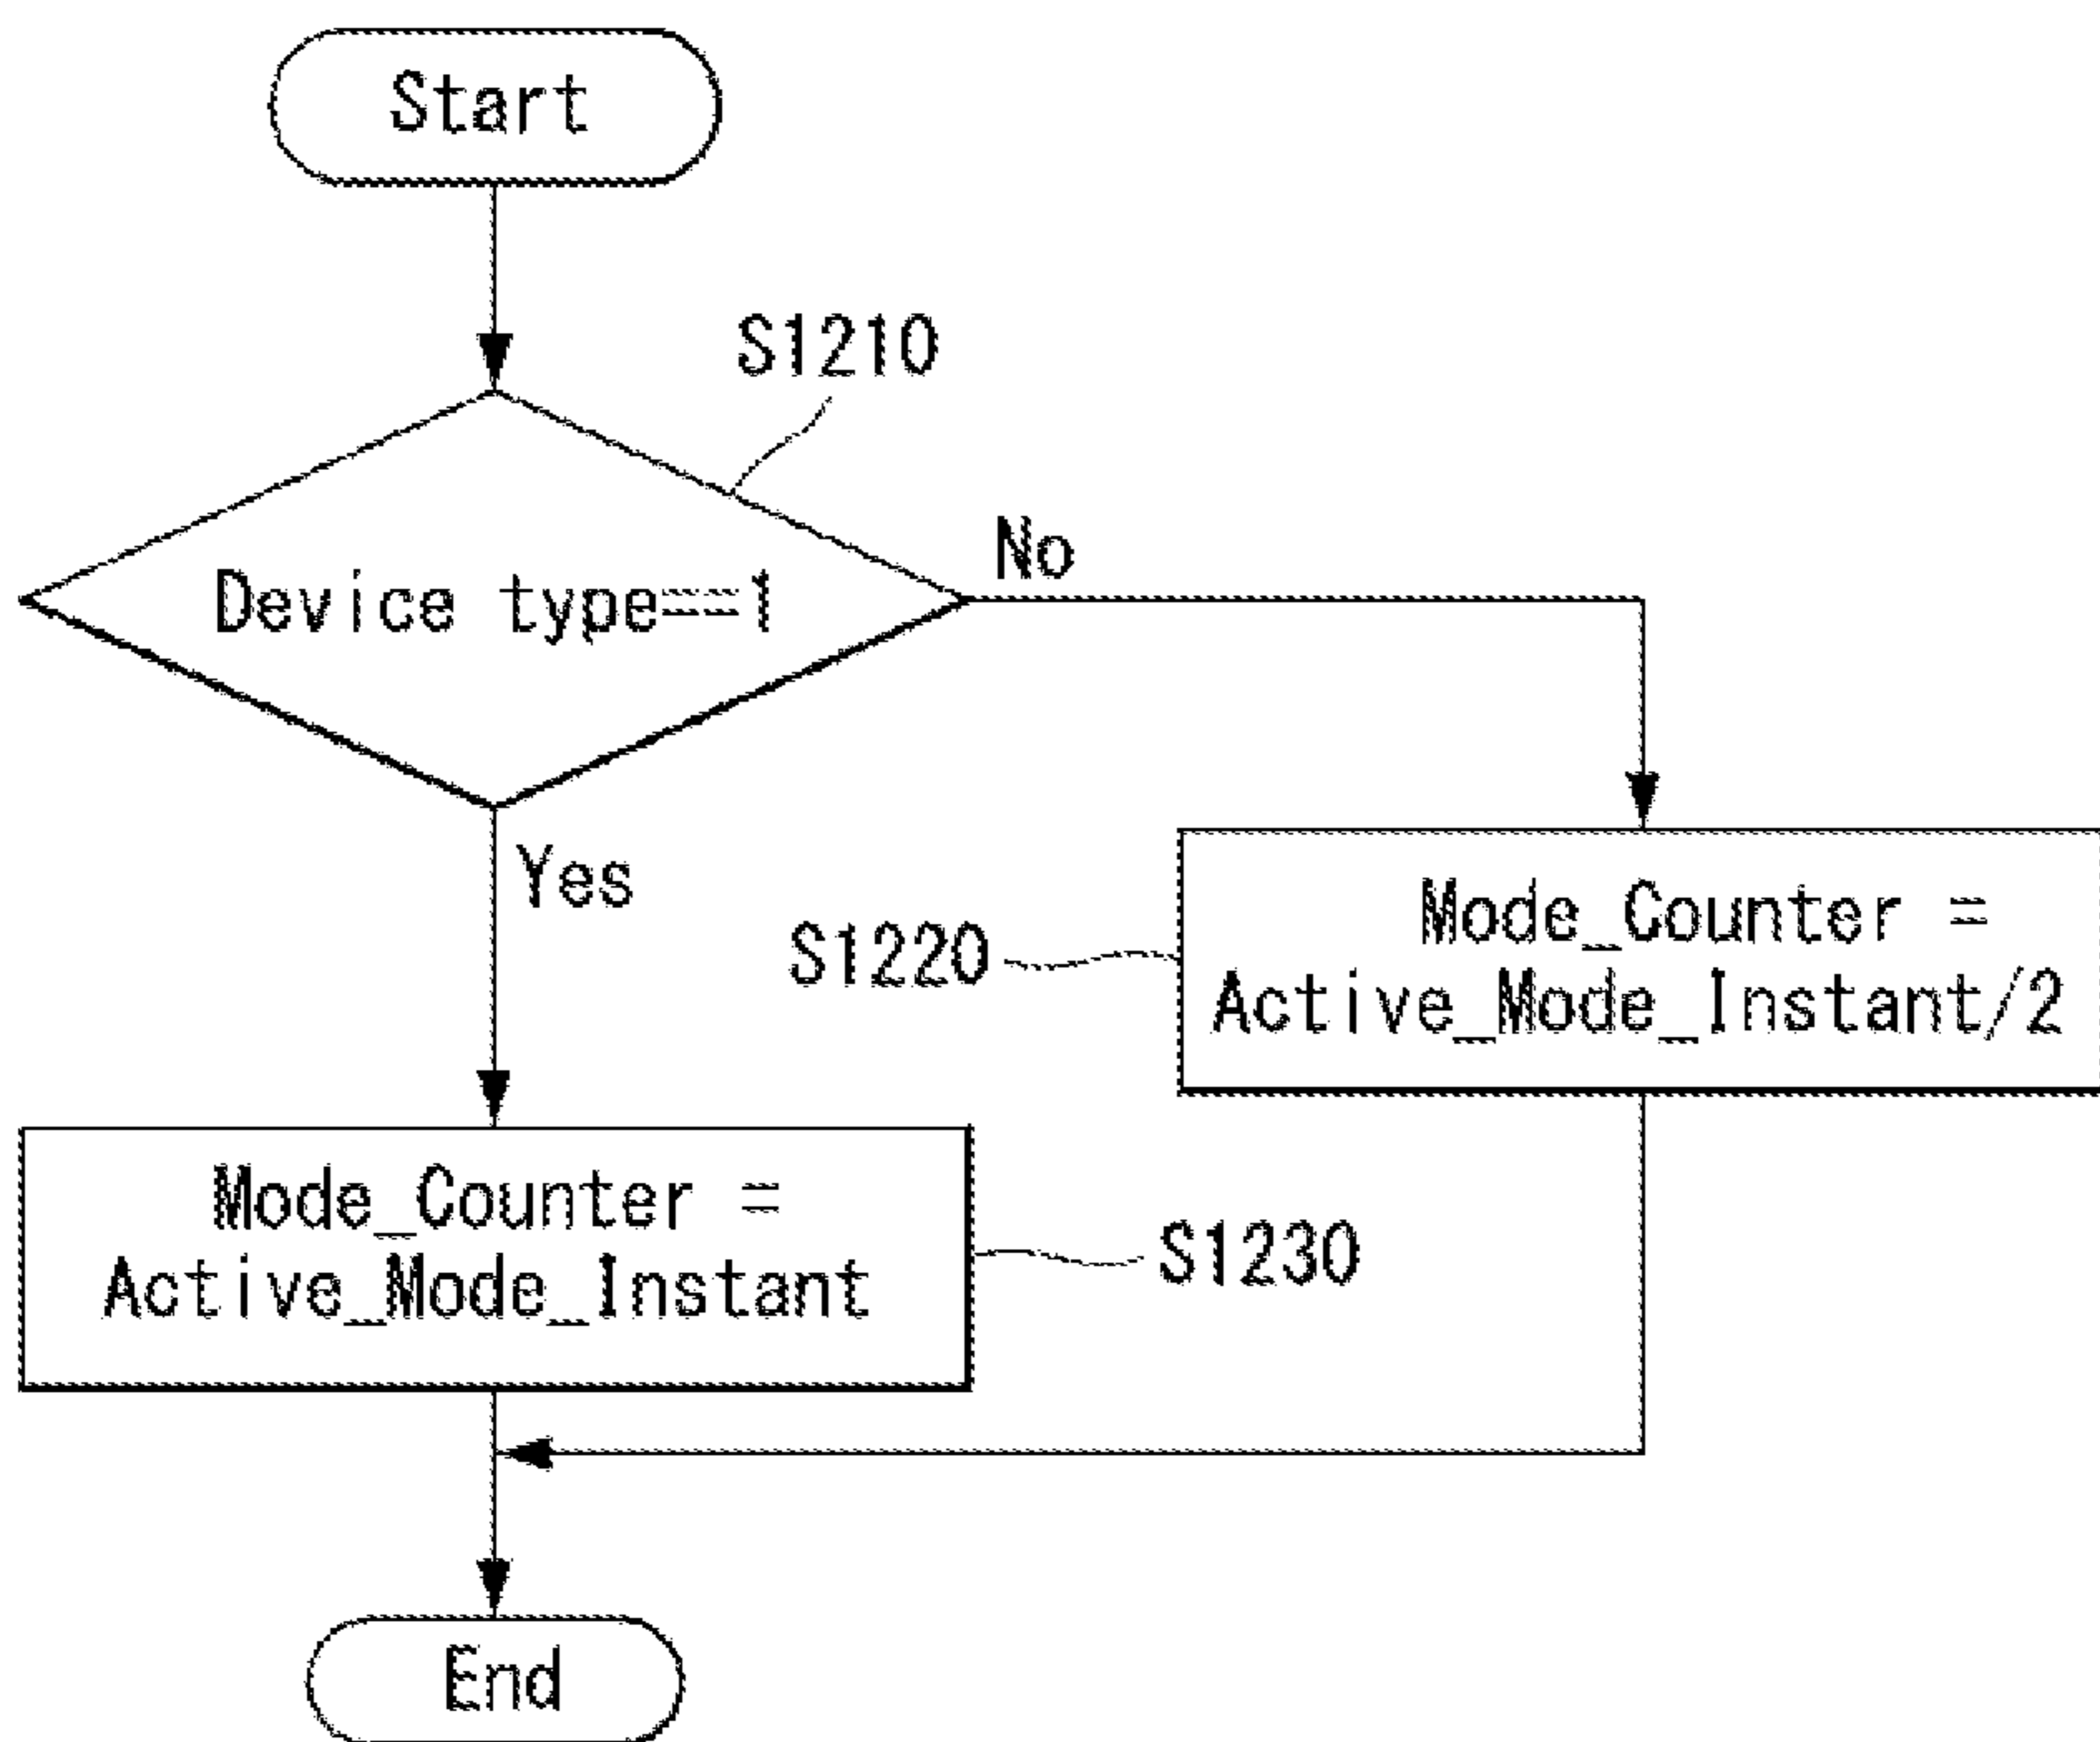 Start
S1210
Device type==1
No
Yes
S1220
Mode_Counter =
Active_Mode_Instant/2
Mode_Counter =
Active_Mode_Instant
S1230
End